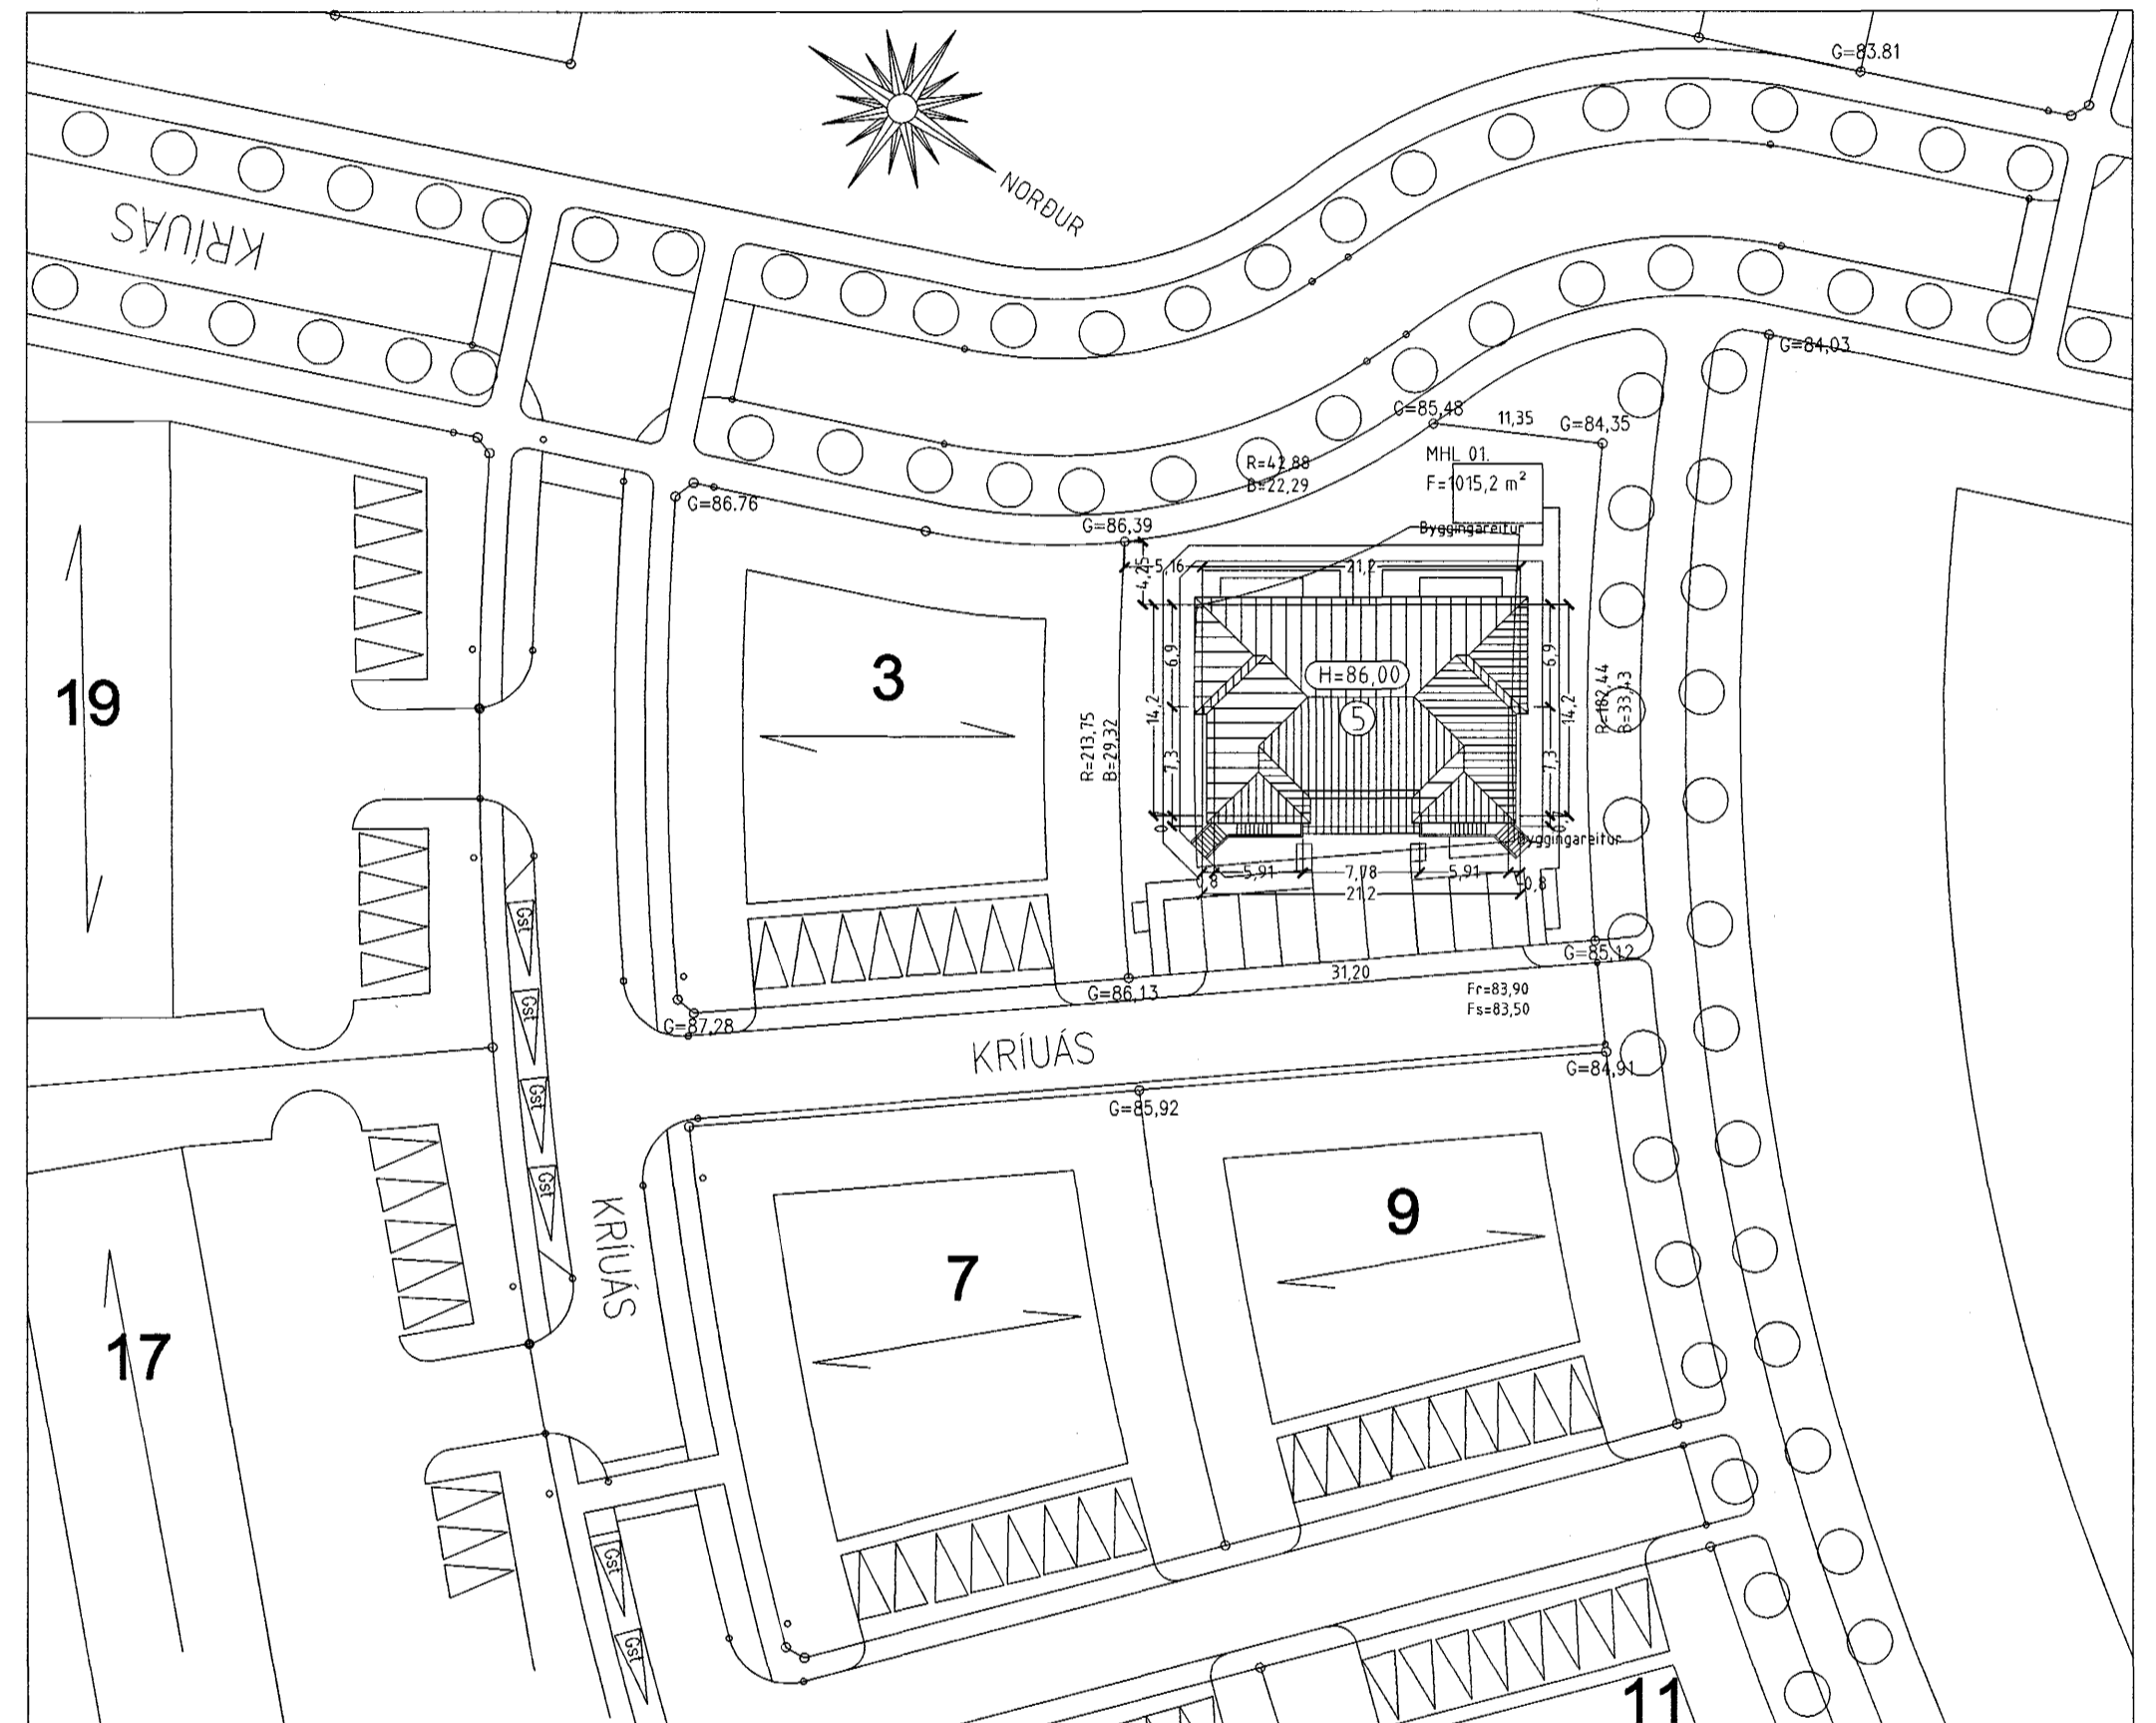 G=83.81
NORÐUR
KRÍUÁS
G=84,03
G=85,48
11,35
G=84,35
MHL 01.
F=1015,2 m²
R=42,88
B=22,29
G=86.76
G=86,39
Byggingareitur
5,16
21,2
4,25
19
3
6,9
14,2
7,3
H=86,00
5
6,9
14,2
7,3
R=213,75
B=29,32
R=182,44
B=33,43
Byggingareitur
0,8
5,91
7,78
5,91
0,8
21,2
Gst
Gst
Gst
Gst
G=85,12
31,20
G=86,13
Fr=83,90
Fs=83,50
G=87,28
KRÍUÁS
G=84,91
G=85,92
KRÍUÁS
9
7
17
Gst
Gst
11